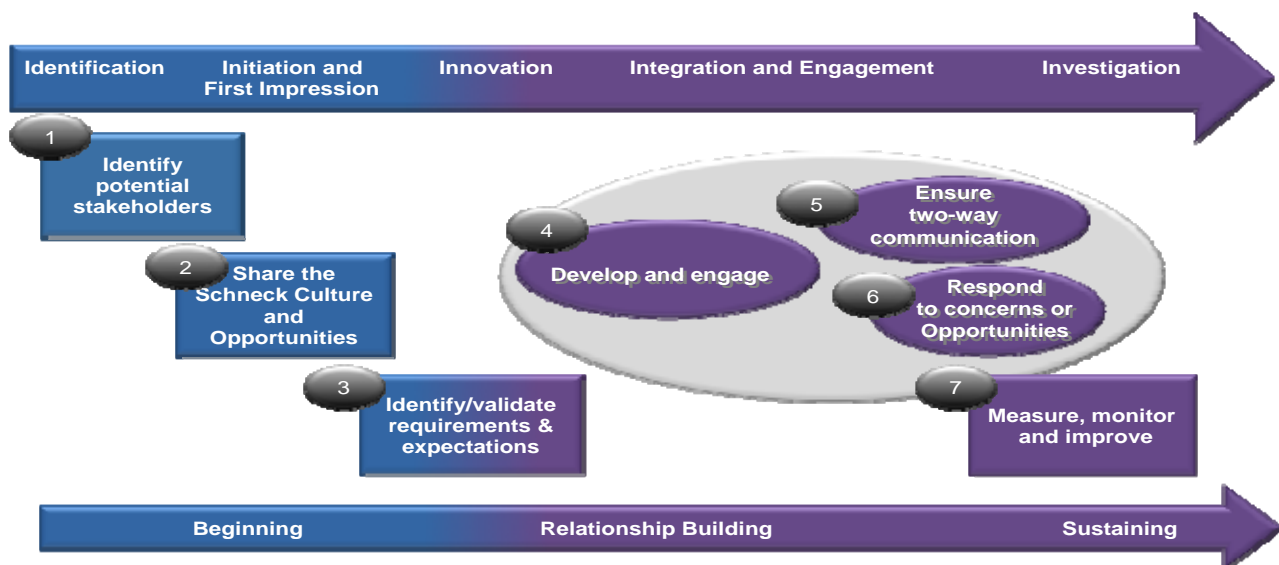 Identification
Initiation and
First Impression
Innovation
Integration and Engagement
Investigation
1
Identify
potential
stakeholders
2
Share the
Schneck Culture
and
Opportunities
3
Identify/validate
requirements &
expectations
4
Develop and engage
5
Ensure
two-way
communication
6
Respond
to concerns or
Opportunities
7
Measure, monitor
and improve
Beginning
Relationship Building
Sustaining